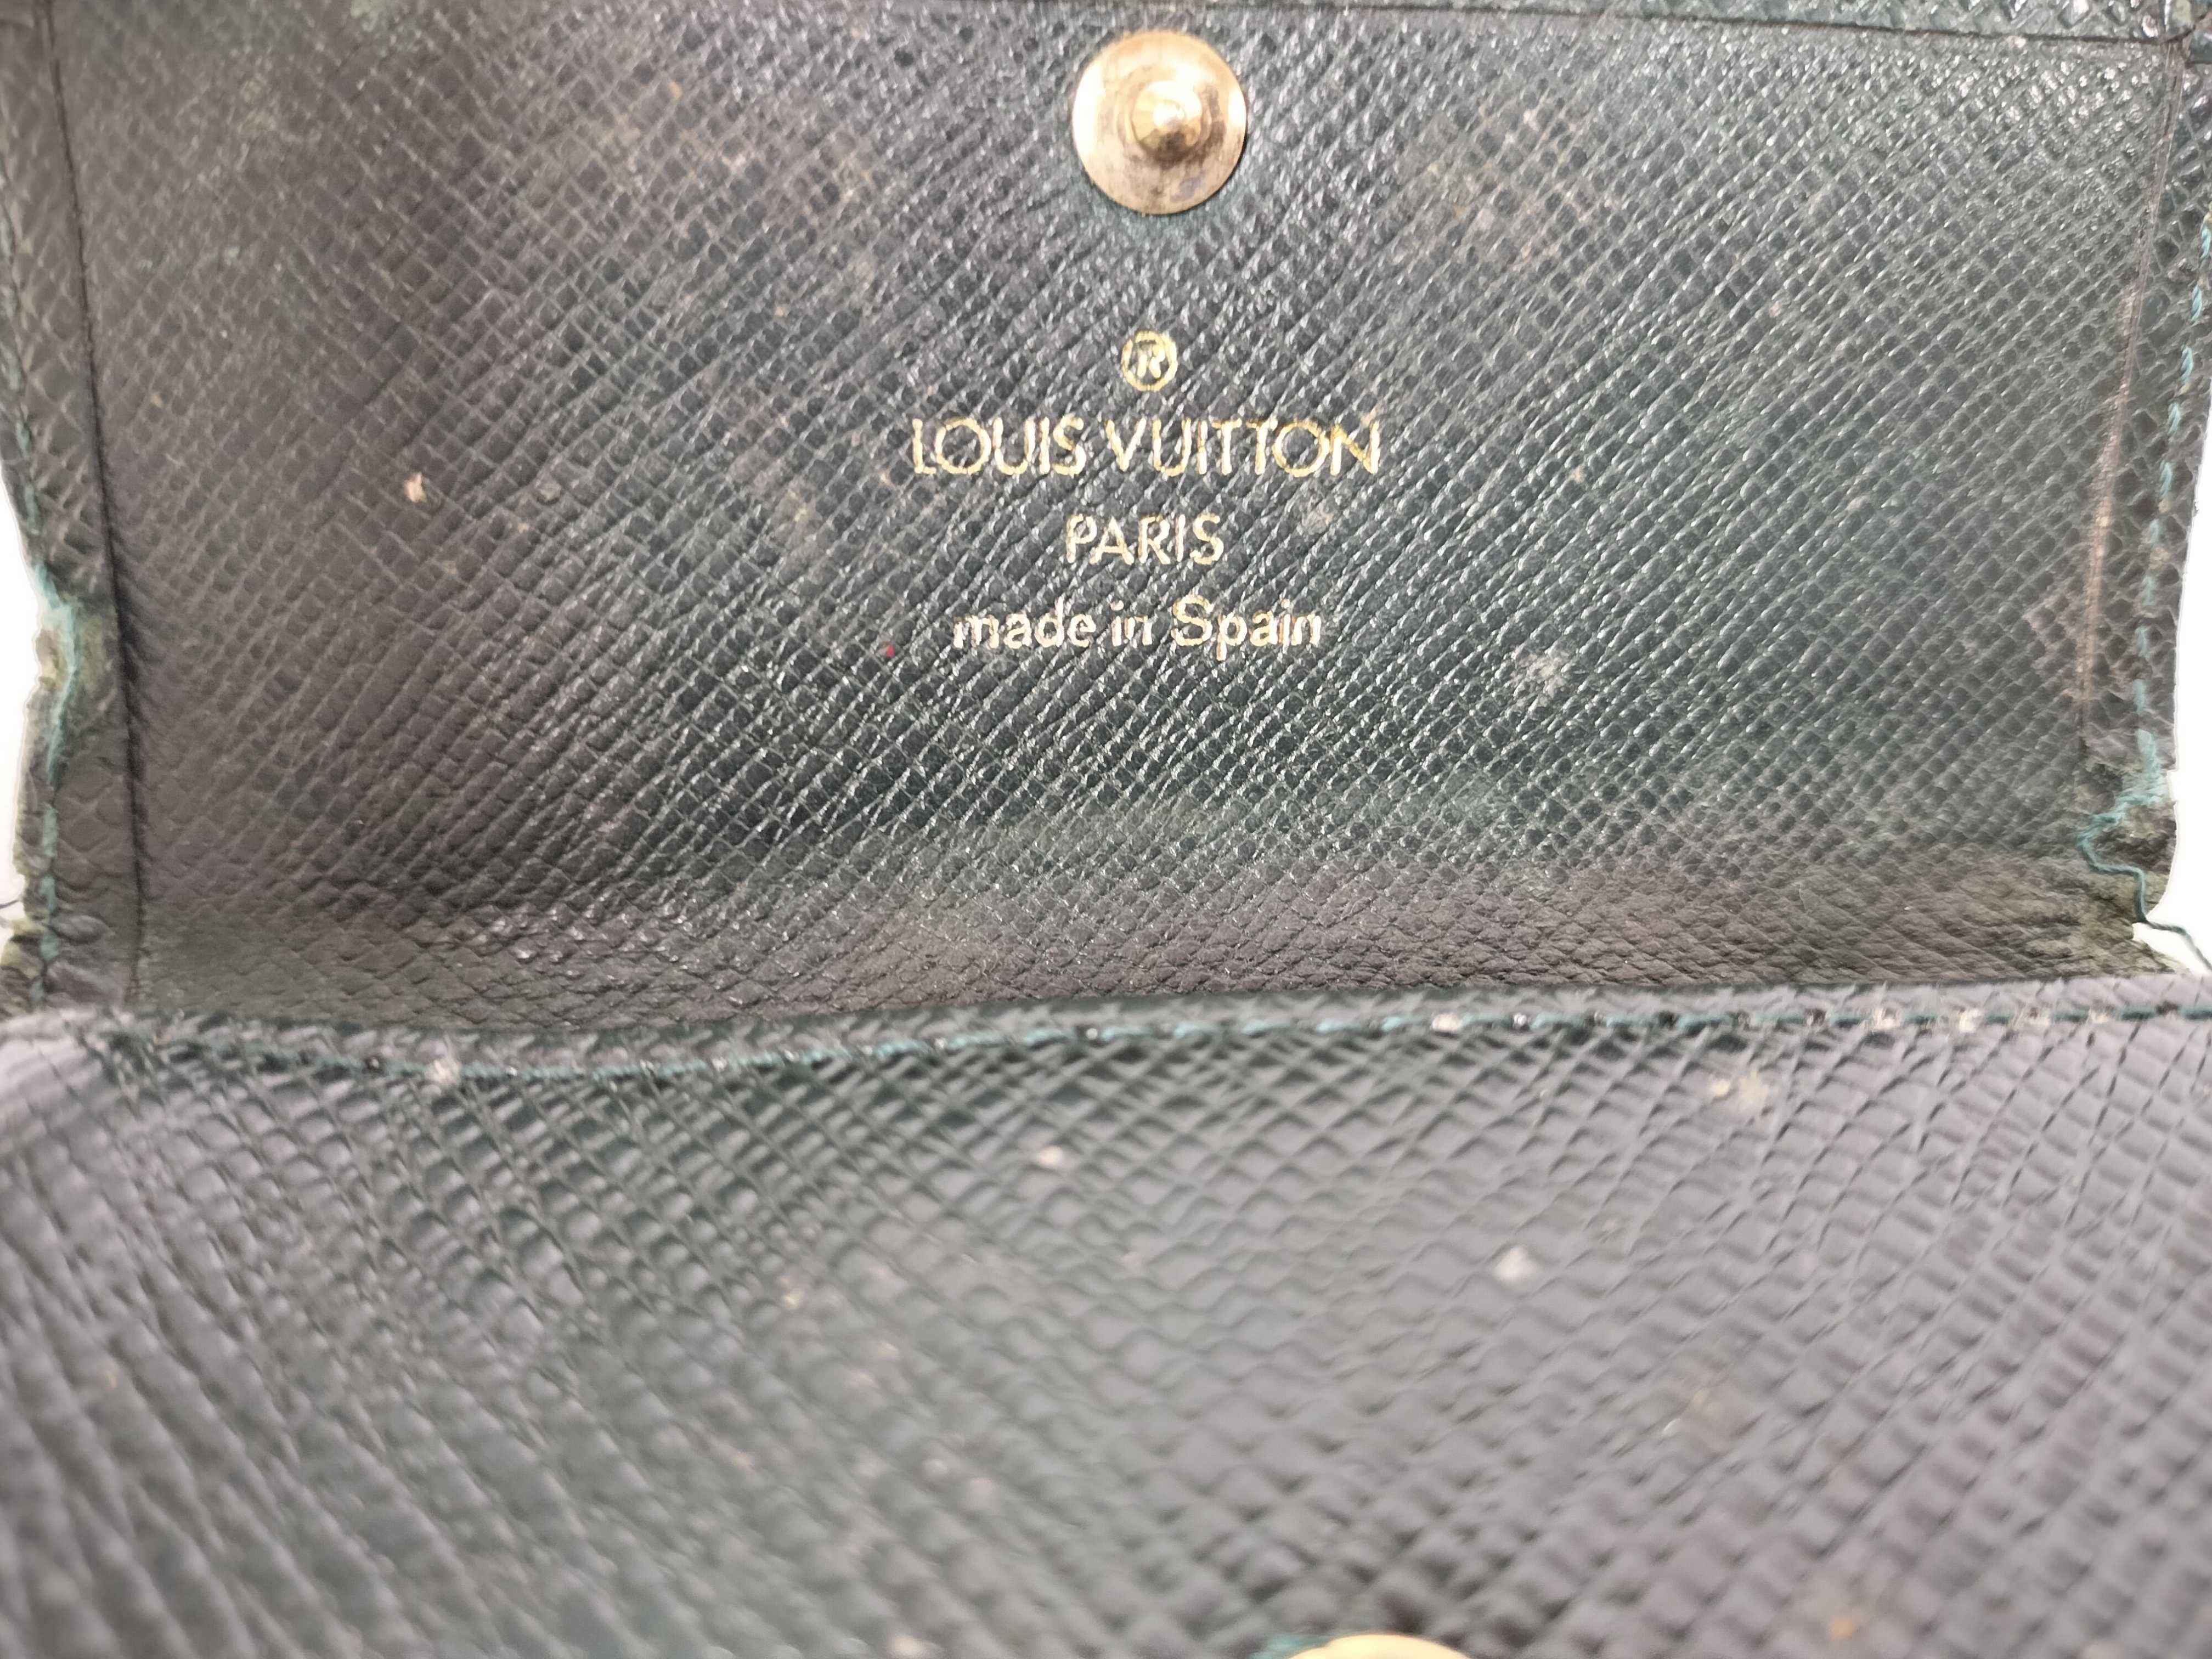 ®
LOUIS VUITTON
PARIS
made in Spain